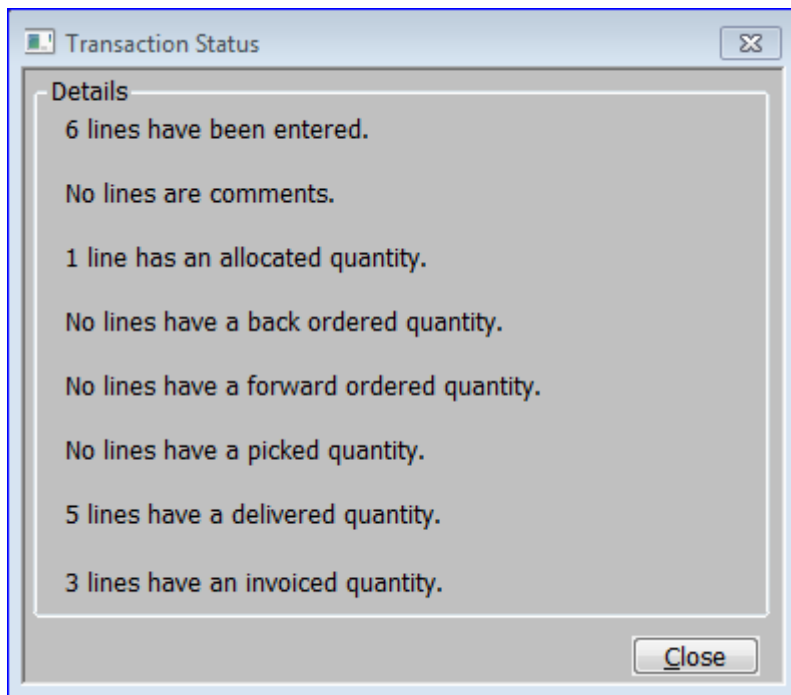 Transaction Status
Details
6 lines have been entered.
No lines are comments.
1 line has an allocated quantity.
No lines have a back ordered quantity.
No lines have a forward ordered quantity.
No lines have a picked quantity.
5 lines have a delivered quantity.
3 lines have an invoiced quantity.
Close